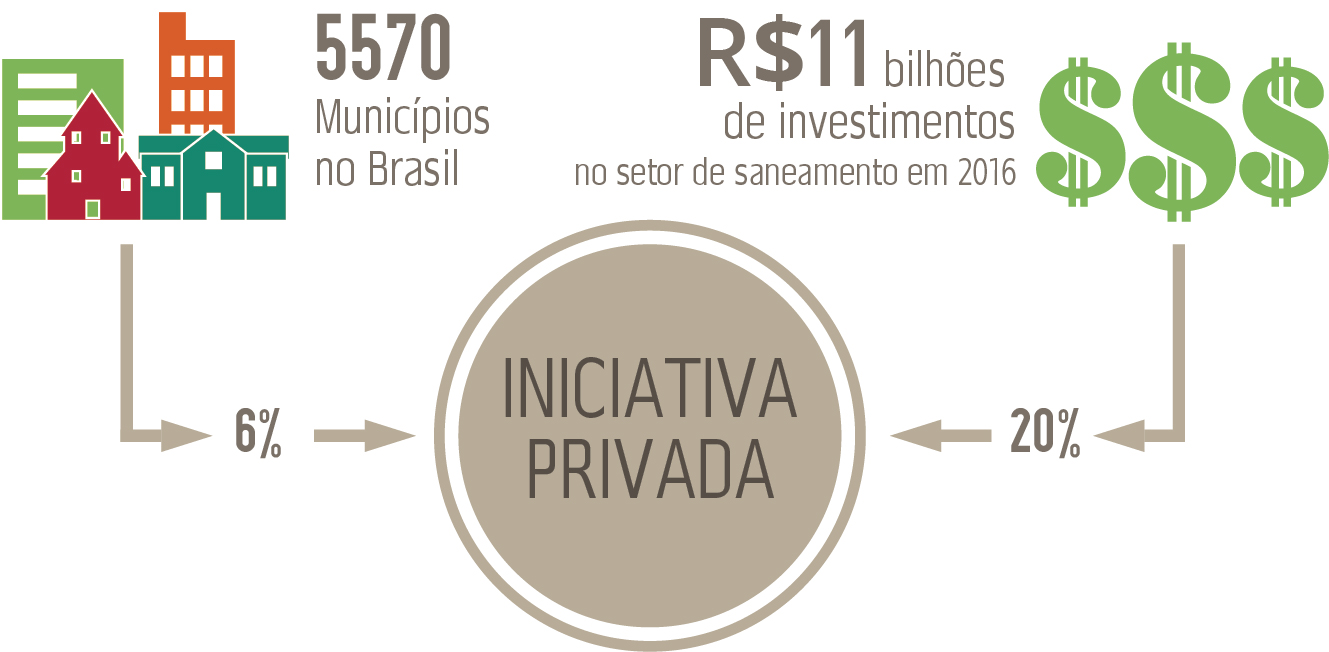 5570
Municípios
no Brasil
R$11 bilhões
de investimentos
no setor de saneamento em 2016
6%
INICIATIVA
PRIVADA
20%